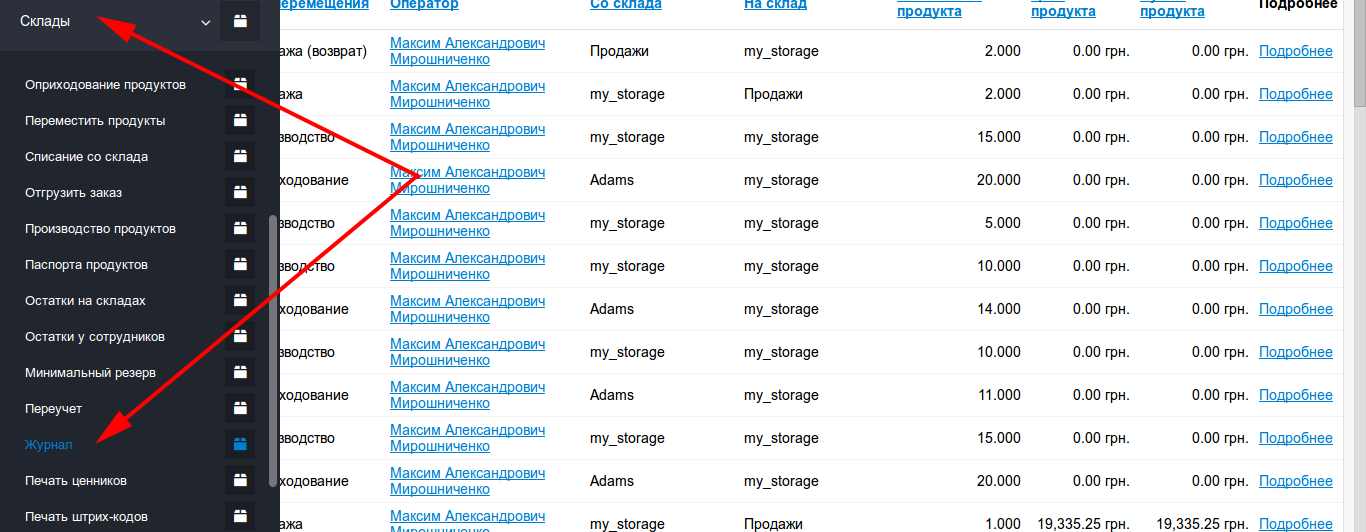 Склады
Оприходование продуктов
Переместить продукты
Списание со склада
Отгрузить заказ
Производство продуктов
Паспорта продуктов
Остатки на складах
Остатки у сотрудников
Минимальный резерв
Переучет
Журнал
Печать ценников
Печать штрих-кодов
еремещения Оператор Со склада На склад продукта продукта продукта Подробнее
ажа (возврат) Максим Александрович Продажи my_storage 2.000 0.00 грн. 0.00 грн. Подробнее
Мирошниченко
ажа Максим Александрович my_storage Продажи 2.000 0.00 грн. 0.00 грн. Подробнее
Мирошниченко
зводство Максим Александрович my_storage my_storage 15.000 0.00 грн. 0.00 грн. Подробнее
Мирошниченко
ходование Максим Александрович Adams my_storage 20.000 0.00 грн. 0.00 грн. Подробнее
Мирошниченко
зводство Максим Александрович my_storage my_storage 5.000 0.00 грн. 0.00 грн. Подробнее
Мирошниченко
зводство Максим Александрович my_storage my_storage 10.000 0.00 грн. 0.00 грн. Подробнее
Мирошниченко
ходование Максим Александрович Adams my_storage 14.000 0.00 грн. 0.00 грн. Подробнее
Мирошниченко
зводство Максим Александрович my_storage my_storage 10.000 0.00 грн. 0.00 грн. Подробнее
Мирошниченко
ходование Максим Александрович Adams my_storage 11.000 0.00 грн. 0.00 грн. Подробнее
Мирошниченко
зводство Максим Александрович my_storage my_storage 15.000 0.00 грн. 0.00 грн. Подробнее
Мирошниченко
ходование Максим Александрович Adams my_storage 20.000 0.00 грн. 0.00 грн. Подробнее
Мирошниченко
ажа Максим Александрович my_storage Продажи 1.000 19,335.25 грн. 19,335.25 грн. Подробнее
Мирошниченко